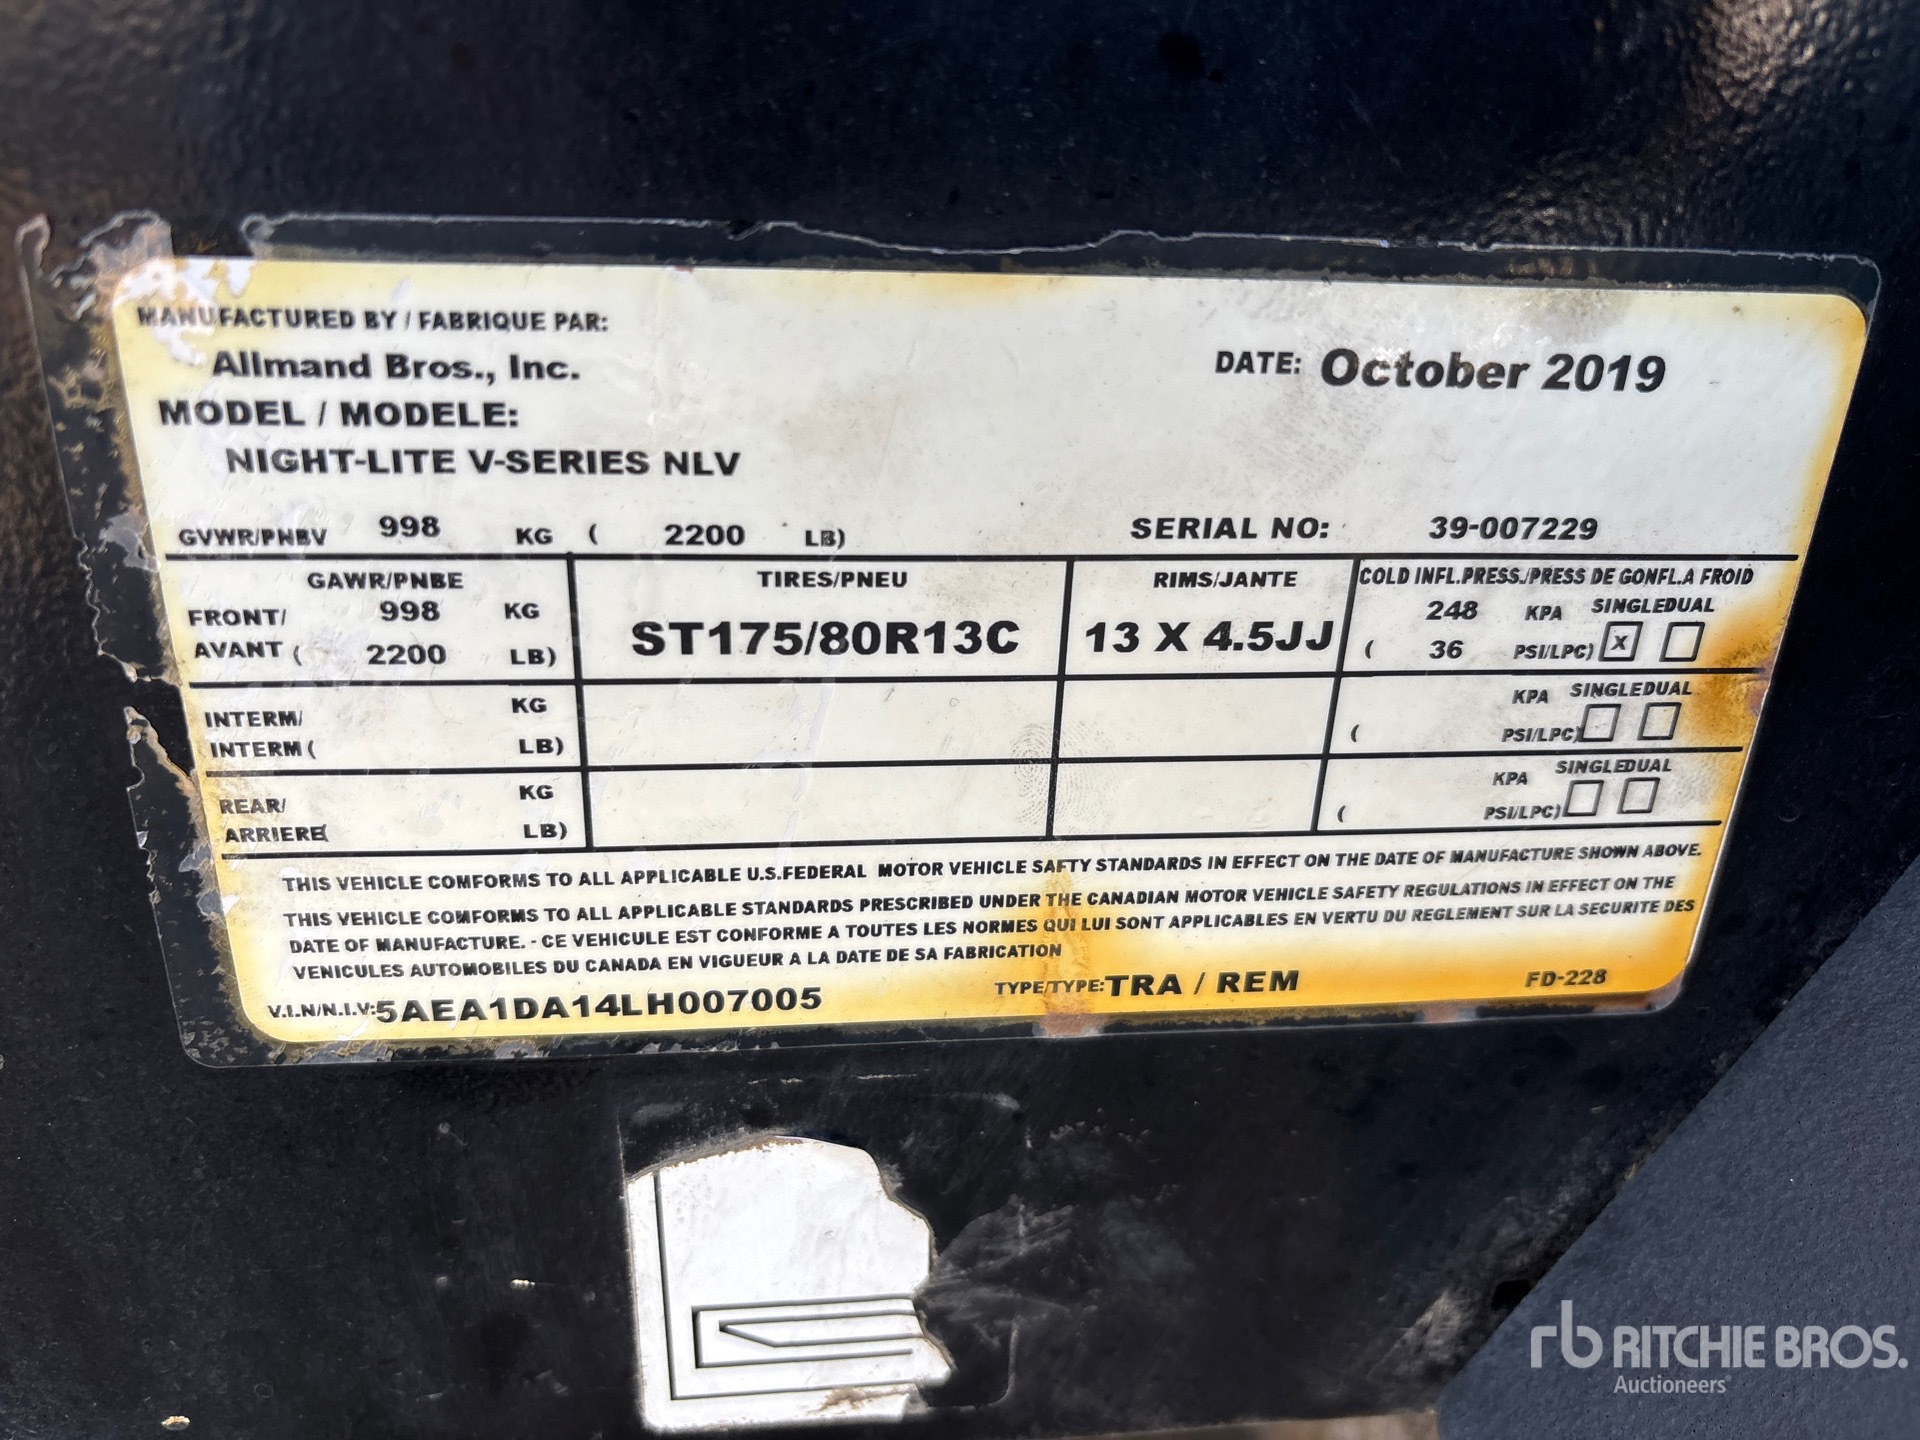 MANUFACTURED BY / FABRIQUE PAR:
Allmand Bros., Inc.
DATE: October 2019
MODEL / MODELE:
NIGHT-LITE V-SERIES NLV
GVWR/PNBV 998 KG ( 2200 LB)
SERIAL NO: 39-007229
GAWR/PNBE TIRES/PNEU RIMS/JANTE COLD INFL.PRESS./PRESS DE GONFL.A FROID
FRONT/ 998 KG ST175/80R13C 13 X 4.5JJ 248 KPA SINGLEDUAL
AVANT ( 2200 LB) ( 36 PSI/LPC) x
INTERM/ KG KPA SINGLEDUAL
INTERM ( LB) ( PSI/LPC)
REAR/ KG KPA SINGLEDUAL
ARRIERE( LB) ( PSI/LPC)
THIS VEHICLE COMFORMS TO ALL APPLICABLE U.S.FEDERAL MOTOR VEHICLE SAFTY STANDARDS IN EFFECT ON THE DATE OF MANUFACTURE SHOWN ABOVE.
THIS VEHICLE COMFORMS TO ALL APPLICABLE STANDARDS PRESCRIBED UNDER THE CANADIAN MOTOR VEHICLE SAFETY REGULATIONS IN EFFECT ON THE
DATE OF MANUFACTURE. - CE VEHICULE EST CONFORME A TOUTES LES NORMES QUI LUI SONT APPLICABLES EN VERTU DU REGLEMENT SUR LA SECURITE DES
VENICULES AUTOMOBILES DU CANADA EN VIGUEUR A LA DATE DE SA FABRICATION
V.I.N/N.I.V:5AEA1DA14LH007005 TYPE/TYPE:TRA / REM FD-228
rb RITCHIE BROS.
Auctioneers